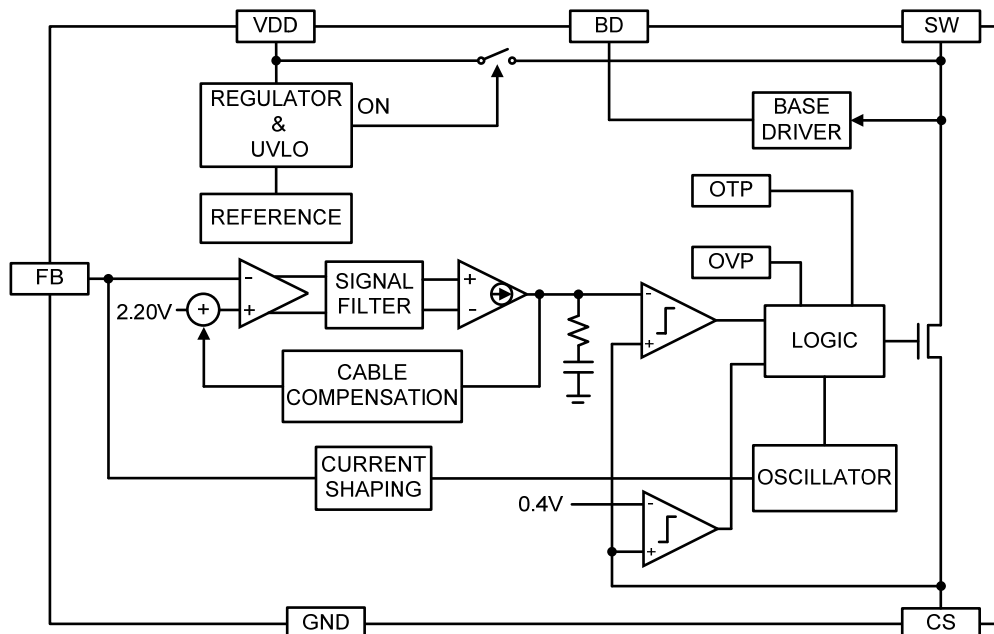 VDD
BD
SW
REGULATOR
&
UVLO
ON
BASE
DRIVER
REFERENCE
OTP
OVP
FB
-
+
2.20V
+
SIGNAL
FILTER
+
-
-
+
LOGIC
CABLE
COMPENSATION
CURRENT
SHAPING
OSCILLATOR
0.4V
-
+
GND
CS